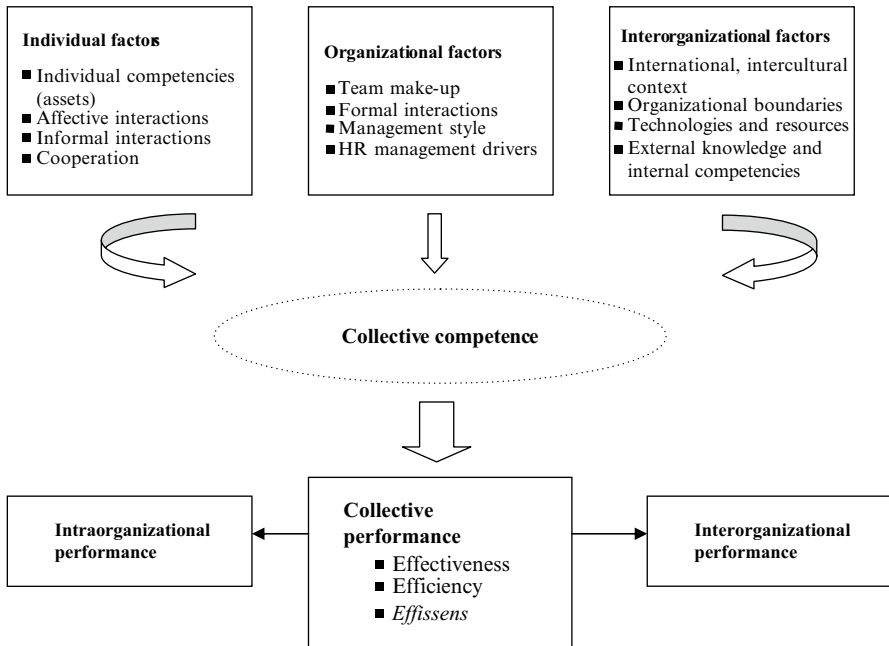 Individual factors
■ Individual competencies
(assets)
■ Affective interactions
■ Informal interactions
■ Cooperation
Organizational factors
■ Team make-up
■ Formal interactions
■ Management style
■ HR management drivers
Interorganizational factors
■ International, intercultural
context
■ Organizational boundaries
■ Technologies and resources
■ External knowledge and
internal competencies
Collective competence
Intraorganizational
performance
Collective
performance
■ Effectiveness
■ Efficiency
■ Effissens
Interorganizational
performance